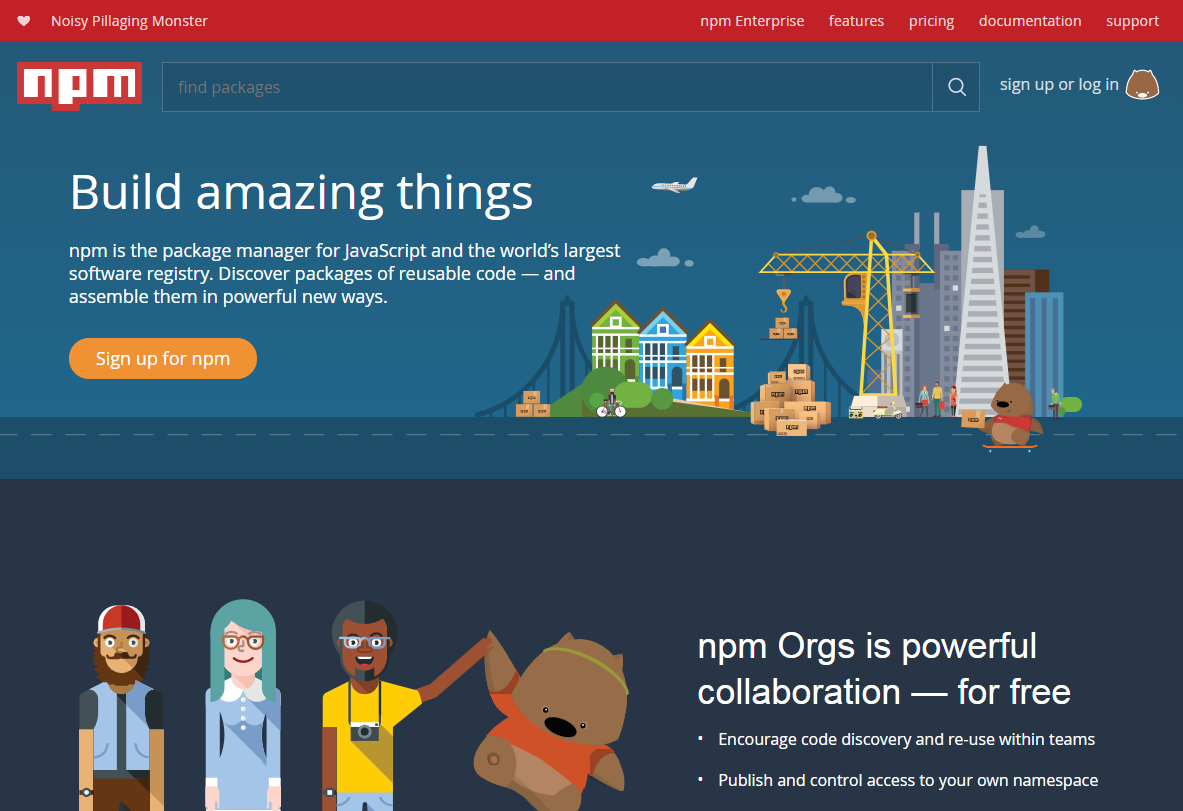 Noisy Pillaging Monster
npm Enterprise features pricing documentation support
npm
find packages
sign up or log in
Build amazing things
npm is the package manager for JavaScript and the world’s largest
software registry. Discover packages of reusable code — and
assemble them in powerful new ways.
Sign up for npm
npm Orgs is powerful
collaboration — for free
• Encourage code discovery and re-use within teams
• Publish and control access to your own namespace